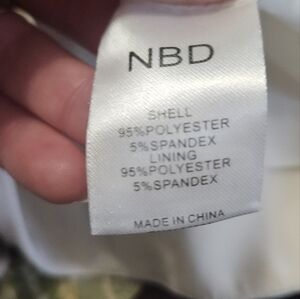 NBD
SHELL
95%POLYESTER
5%SPANDEX
LINING
95%POLYESTER
5%SPANDEX
MADE IN CHINA